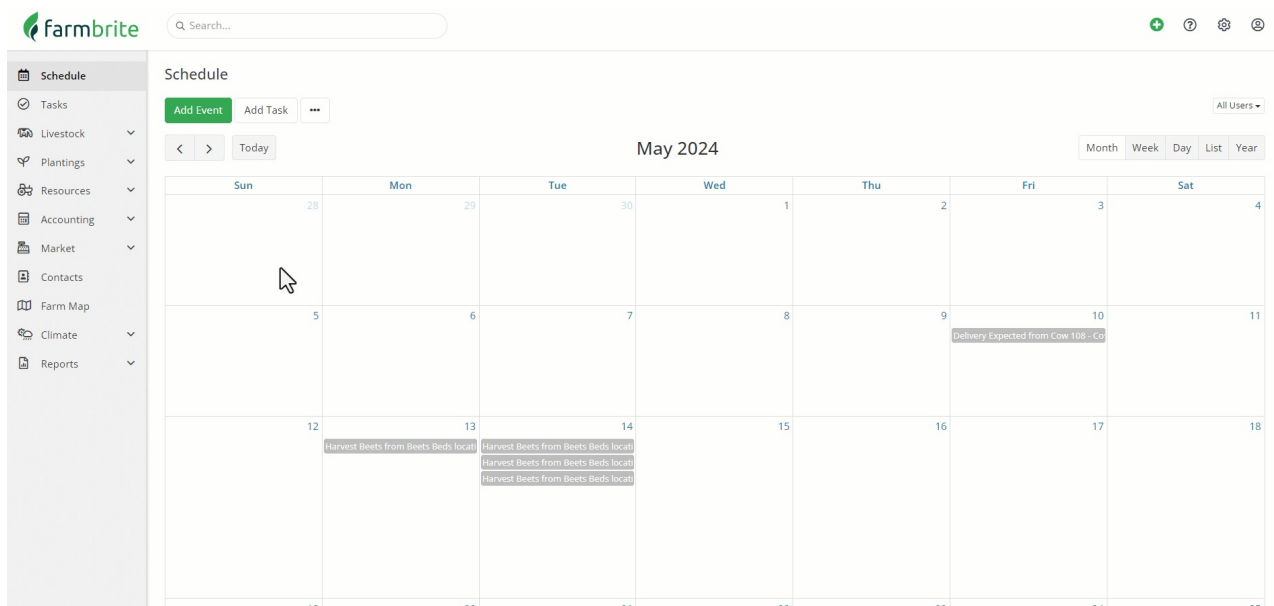 farmbrite
Search...
Schedule
Tasks
Livestock
Plantings
Resources
Accounting
Market
Contacts
Farm Map
Climate
Reports
Schedule
Add Event Add Task •••
All Users
Today
May 2024
Month Week Day List Year
Sun Mon Tue Wed Thu Fri Sat
28 29 30 1 2 3 4
5 6 7 8 9 10 11
Delivery Expected from Cow 108 -
12 13 14 15 16 17 18
Harvest Beets from Beets Beds locati Harvest Beets from Beets Beds locati
Harvest Beets from Beets Beds locati
Harvest Beets from Beets Beds locati